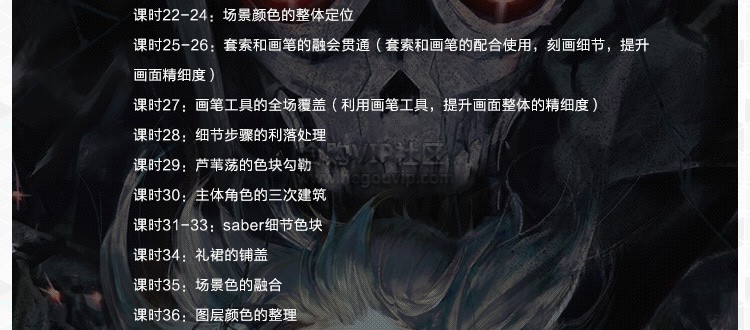 课时22-24：场景颜色的整体定位
课时25-26：套索和画笔的融会贯通（套索和画笔的配合使用，刻画细节，提升
画面精细度）
课时27：画笔工具的全场覆盖（利用画笔工具，提升画面整体的精细度）
课时28：细节步骤的利落处理
课时29：芦苇荡的色块勾勒
课时30：主体角色的三次建筑
课时31-33：saber细节色块
课时34：礼裙的铺盖
课时35：场景色的融合
课时36：图层颜色的整理